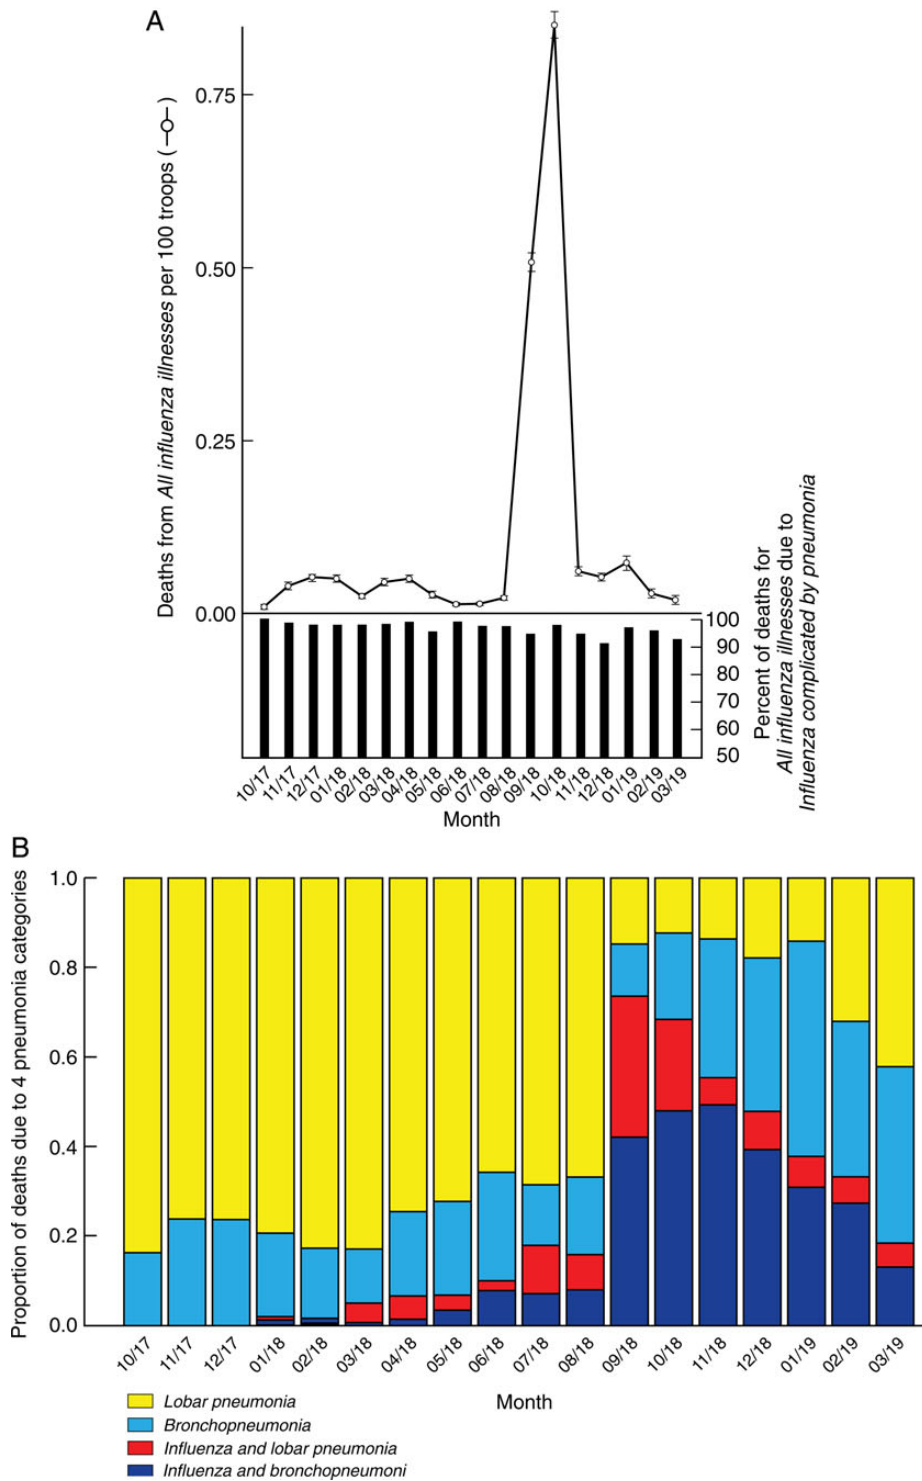 A
Deaths from All influenza illnesses per 100 troops ( )
0.75
0.50
0.25
0.00
100
90
80
70
60
50
Percent of deaths for
All influenza illnesses due to
Influenza complicated by pneumonia
10/17 11/17 12/17 01/18 02/18 03/18 04/18 05/18 06/18 07/18 08/18 09/18 10/18 11/18 12/18 01/19 02/19 03/19
Month
B
Proportion of deaths due to 4 pneumonia categories
1.0
0.8
0.6
0.4
0.2
0.0
10/17 11/17 12/17 01/18 02/18 03/18 04/18 05/18 06/18 07/18 08/18 09/18 10/18 11/18 12/18 01/19 02/19 03/19
Month
Lobar pneumonia
Bronchopneumonia
Influenza and lobar pneumonia
Influenza and bronchopneumoni